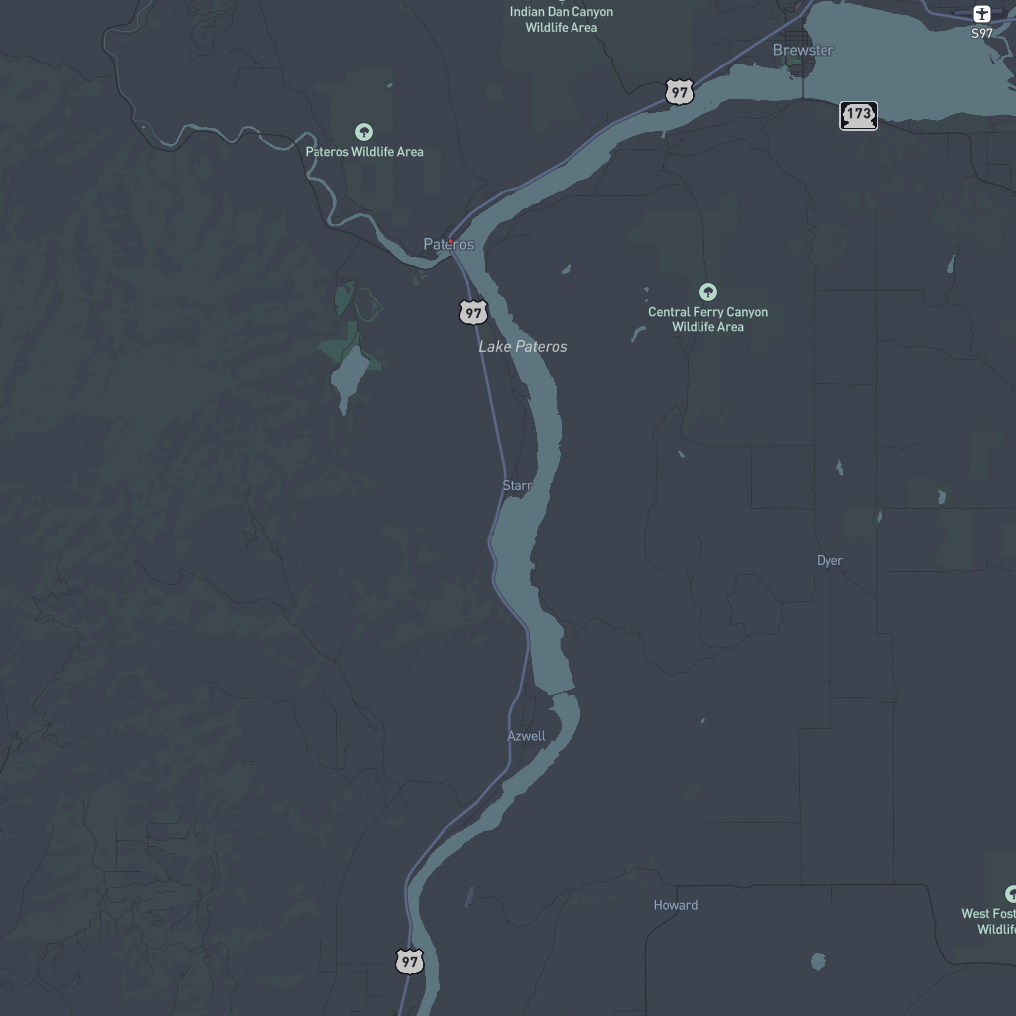 Indian Dan Canyon
Wildlife Area
S97
Brewster
97
173
Pateros Wildlife Area
Pateros
Central Ferry Canyon
Wildlife Area
97
Lake Pateros
Starr
Dyer
Azwell
Howard
West Fost
Wildlife
97